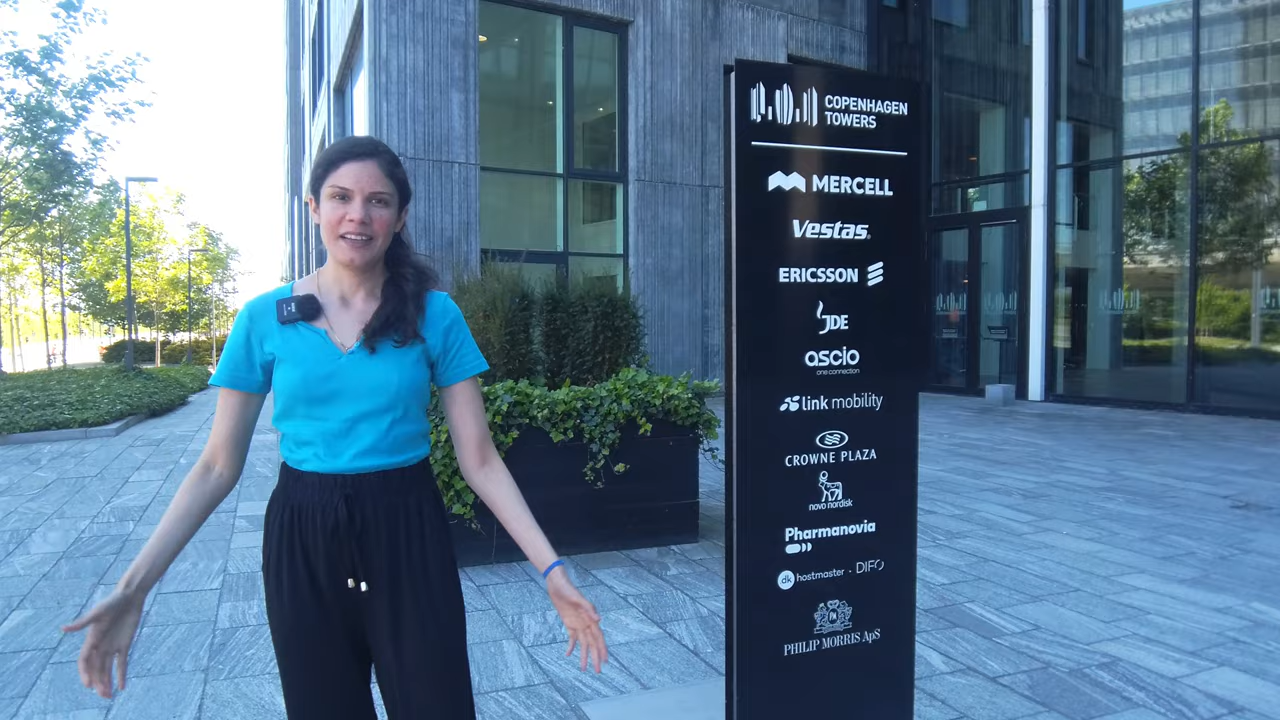 COPENHAGEN
TOWERS
MERCELL
Vestas
ERICSSON
JDE
ascio
one connection
link mobility
CROWNE PLAZA
novo nordisk
Pharmanovia
dk hostmaster · DIFO
PM
PHILIP MORRIS ApS